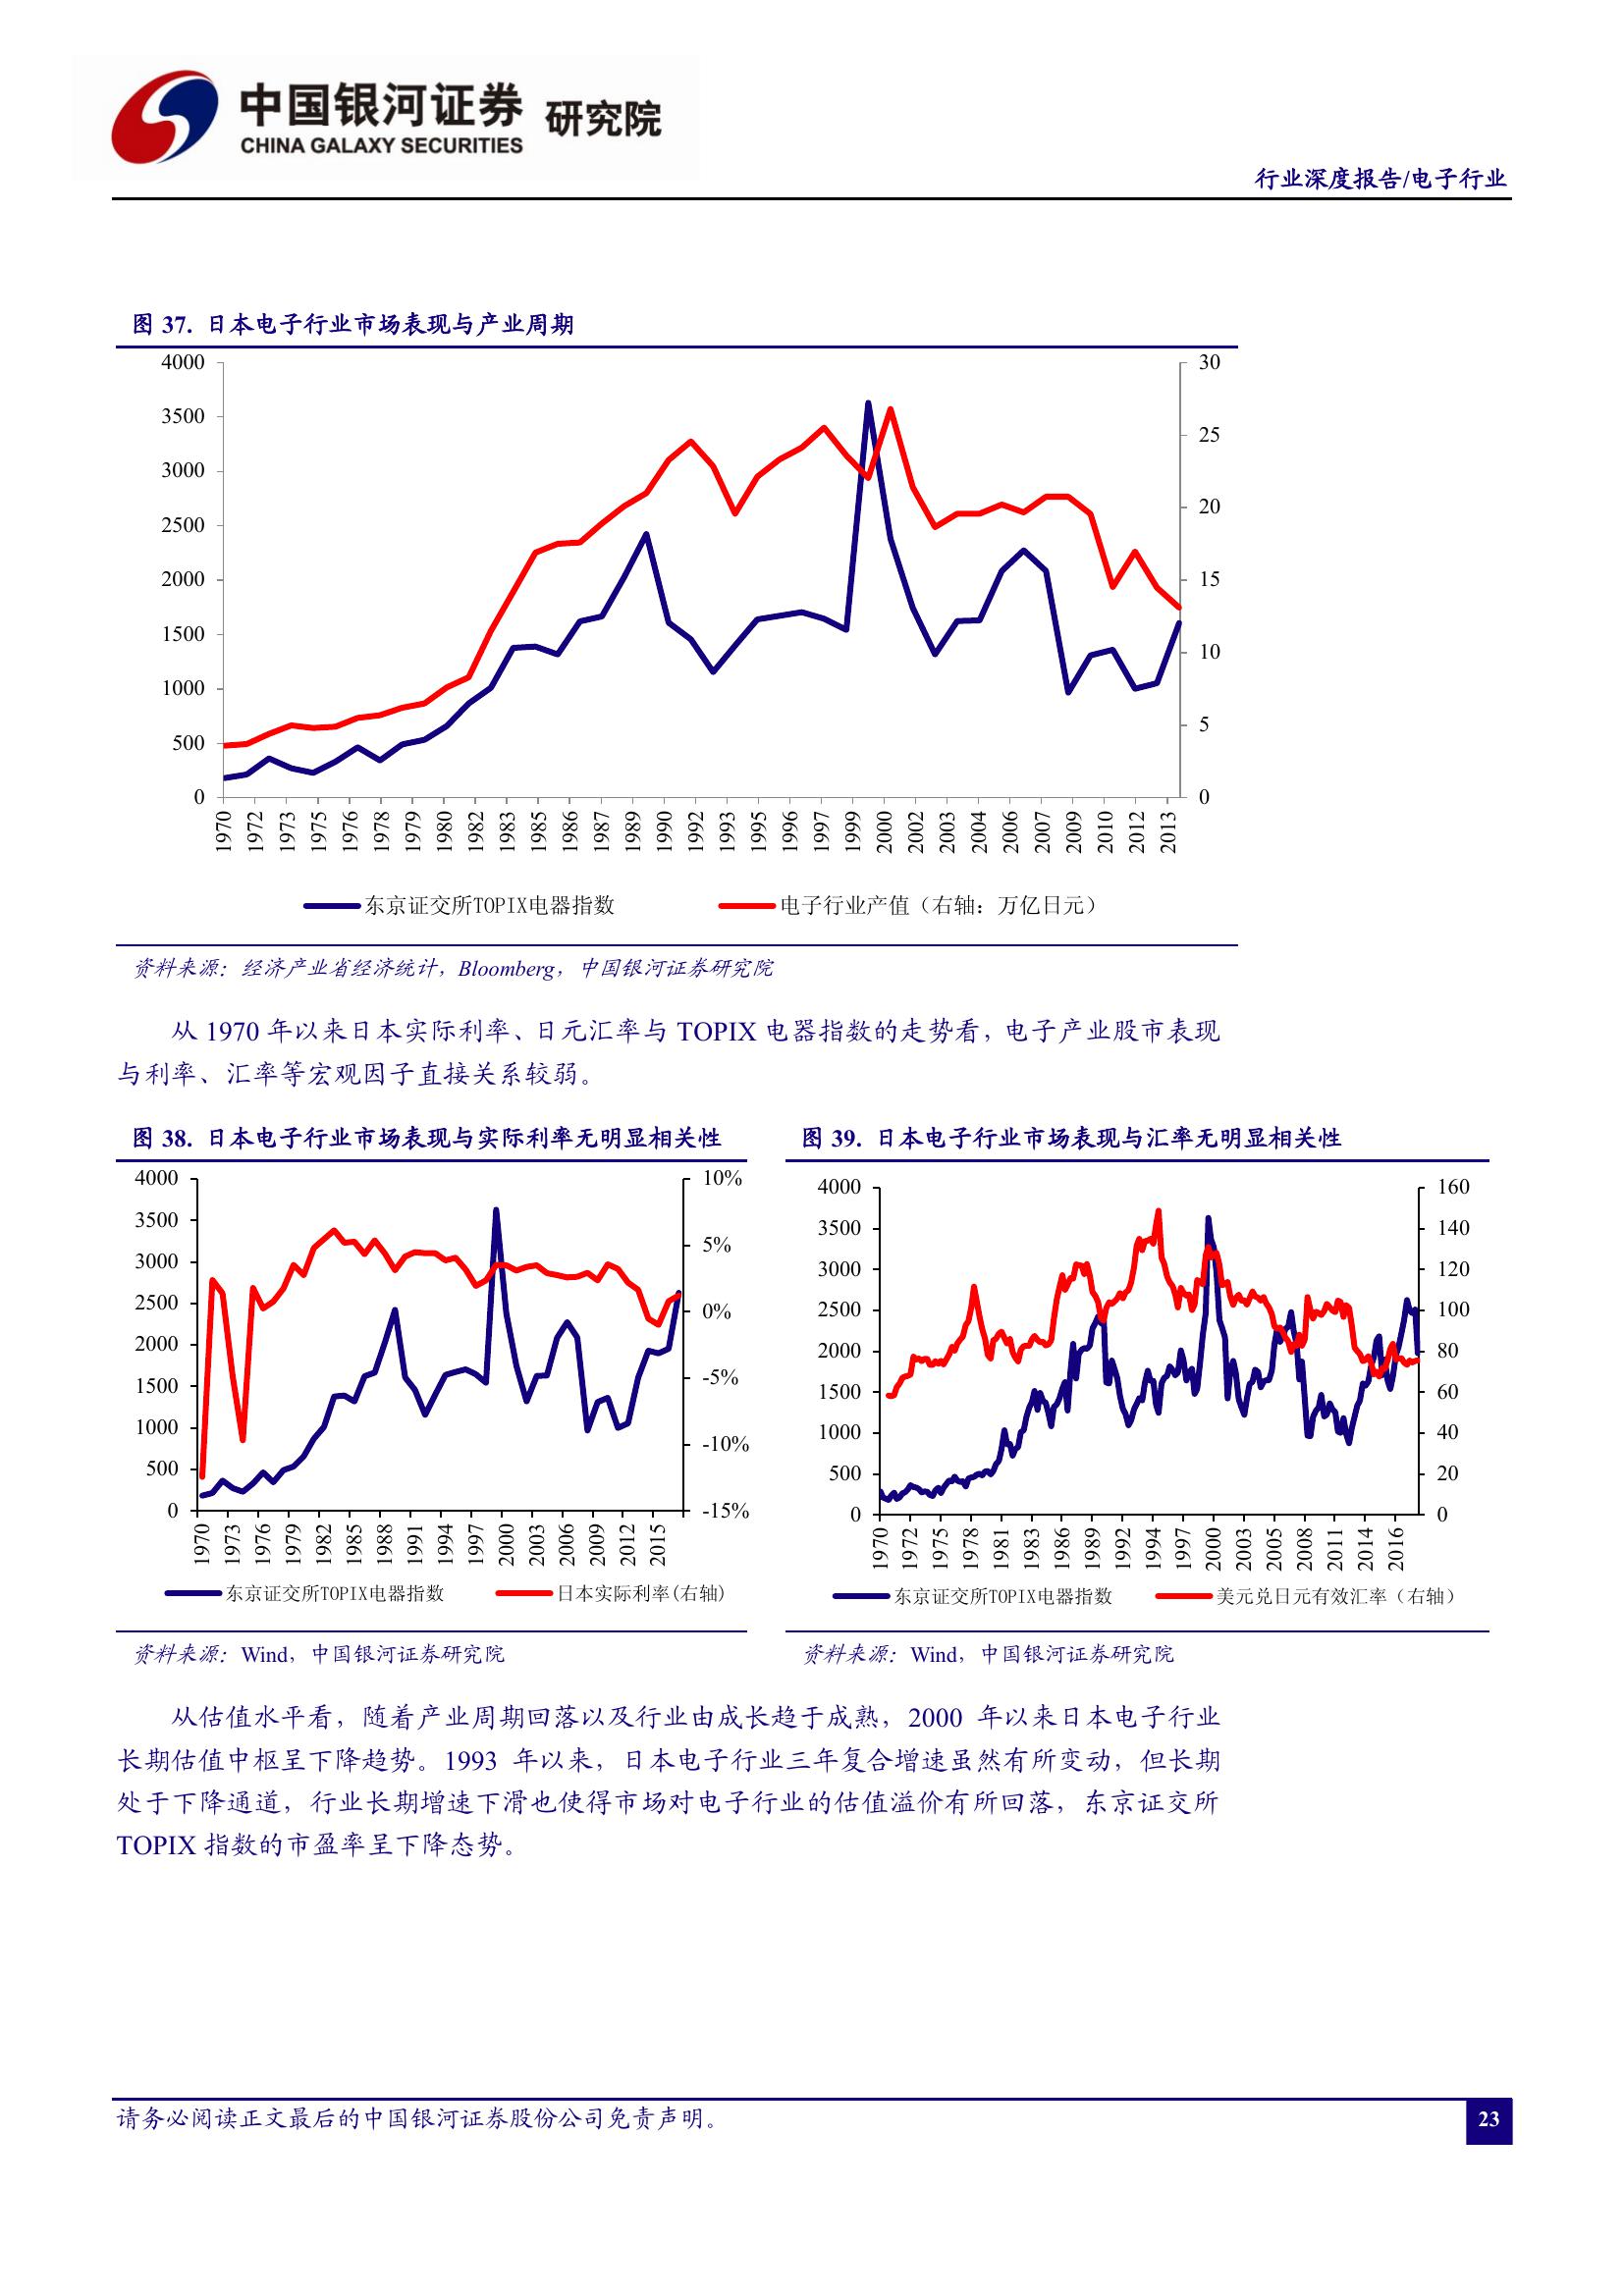 中国银河证券 研究院
CHINA GALAXY SECURITIES
行业深度报告/电子行业
图 37. 日本电子行业市场表现与产业周期
4000
3500
3000
2500
2000
1500
1000
500
0
30
25
20
15
10
5
0
1970 1972 1973 1975 1976 1978 1979 1980 1982 1983 1985 1986 1987 1989 1990 1992 1993 1995 1996 1997 1999 2000 2002 2003 2004 2006 2007 2009 2010 2012 2013
东京证交所TOPIX电器指数 电子行业产值（右轴：万亿日元）
资料来源：经济产业省经济统计，Bloomberg，中国银河证券研究院
从 1970 年以来日本实际利率、日元汇率与 TOPIX 电器指数的走势看，电子产业股市表现
与利率、汇率等宏观因子直接关系较弱。
图 38. 日本电子行业市场表现与实际利率无明显相关性
4000
3500
3000
2500
2000
1500
1000
500
0
10%
5%
0%
-5%
-10%
-15%
1970 1973 1976 1979 1982 1985 1988 1991 1994 1997 2000 2003 2006 2009 2012 2015
东京证交所TOPIX电器指数 日本实际利率(右轴)
资料来源：Wind，中国银河证券研究院
图 39. 日本电子行业市场表现与汇率无明显相关性
4000
3500
3000
2500
2000
1500
1000
500
0
160
140
120
100
80
60
40
20
0
1970 1972 1975 1978 1981 1983 1986 1989 1992 1994 1997 2000 2003 2005 2008 2011 2014 2016
东京证交所TOPIX电器指数 美元兑日元有效汇率（右轴）
资料来源：Wind，中国银河证券研究院
从估值水平看，随着产业周期回落以及行业由成长趋于成熟，2000 年以来日本电子行业
长期估值中枢呈下降趋势。1993 年以来，日本电子行业三年复合增速虽然有所变动，但长期
处于下降通道，行业长期增速下滑也使得市场对电子行业的估值溢价有所回落，东京证交所
TOPIX 指数的市盈率呈下降态势。
请务必阅读正文最后的中国银河证券股份公司免责声明。
23